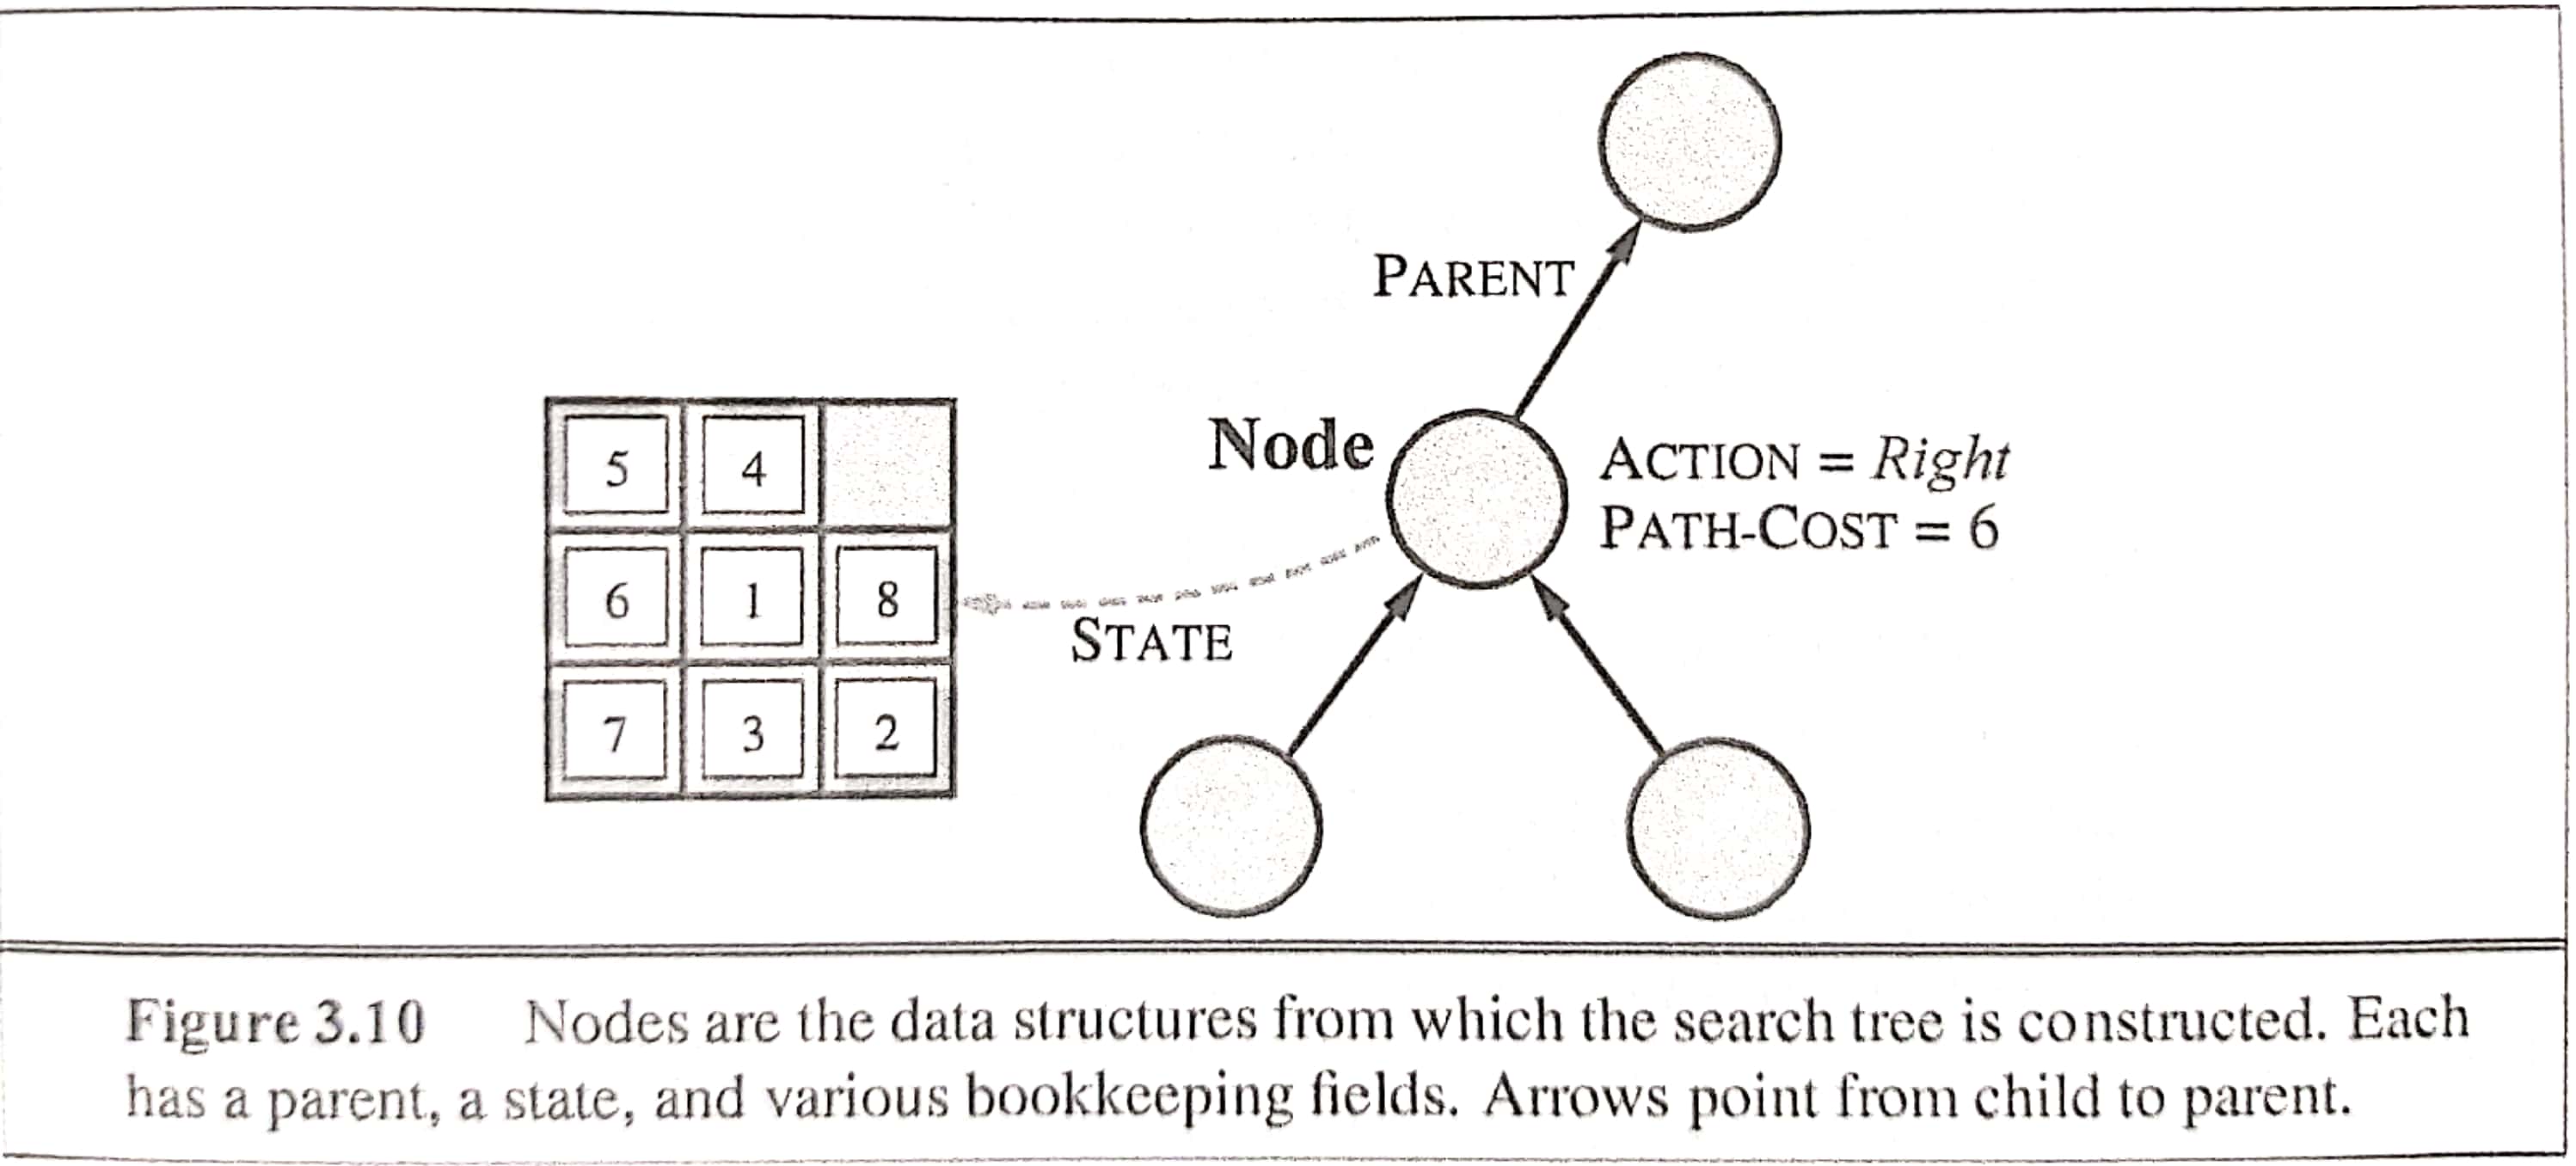 PARENT
Node
ACTION = Right
PATH-COST = 6
STATE
5 4
6 1 8
7 3 2
Figure 3.10 Nodes are the data structures from which the search tree is constructed. Each
has a parent, a state, and various bookkeeping fields. Arrows point from child to parent.